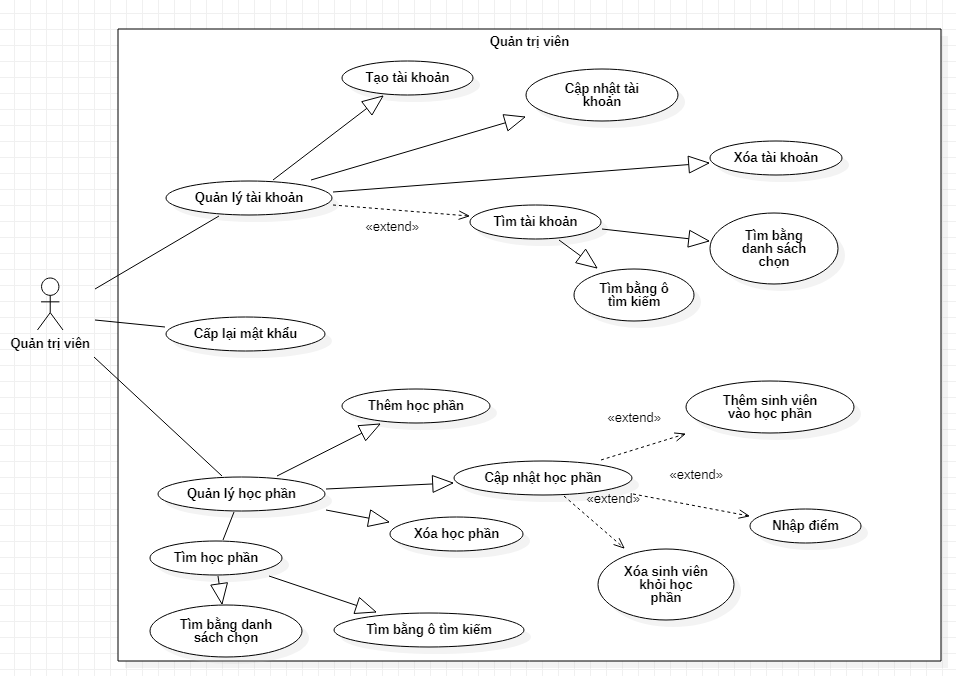 Quản trị viên
Tạo tài khoản
Cập nhật tài
khoản
Xóa tài khoản
Quản lý tài khoản
«extend»
Tìm tài khoản
Tìm bằng
danh sách
chọn
Tìm bằng ô
tìm kiếm
Quản trị viên
Cấp lại mật khẩu
Thêm học phần
«extend»
Thêm sinh viên
vào học phần
Quản lý học phần
Cập nhật học phần
«extend»
«extend»
Nhập điểm
Xóa học phần
Tìm học phần
Xóa sinh viên
khỏi học
phần
Tìm bằng danh
sách chọn
Tìm bằng ô tìm kiếm